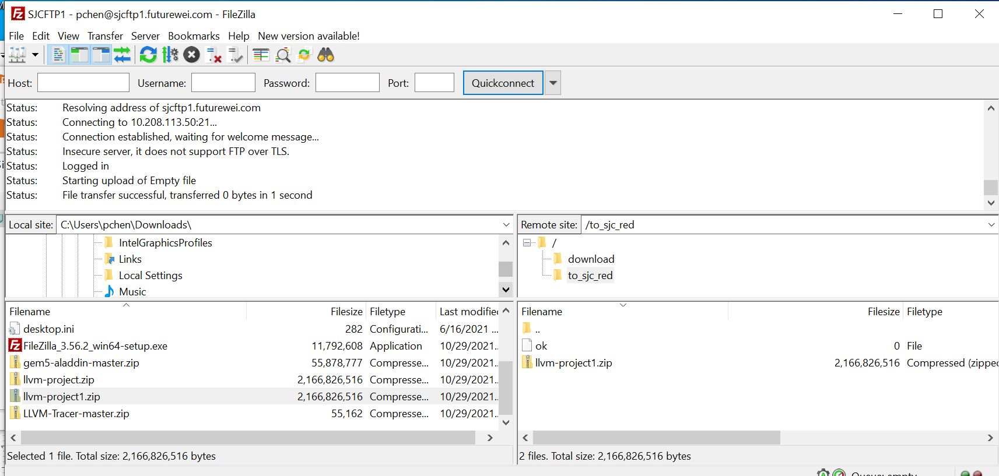 SJCFTP1 - pchen@sjcftp1.futurewei.com - FileZilla
File Edit View Transfer Server Bookmarks Help New version available!
Host: Username: Password: Port: Quickconnect
Status: Resolving address of sjcftp1.futurewei.com
Status: Connecting to 10.208.113.50:21...
Status: Connection established, waiting for welcome message...
Status: Insecure server, it does not support FTP over TLS.
Status: Logged in
Status: Starting upload of Empty file
Status: File transfer successful, transferred 0 bytes in 1 second
Local site: C:\Users\pchen\Downloads\
IntelGraphicsProfiles
Links
Local Settings
Music
Filename Filesize Filetype Last modified
desktop.ini 282 Configurati... 6/16/2021 ...
FileZilla_3.56.2_win64-setup.exe 11,792,608 Application 10/29/2021...
gem5-aladdin-master.zip 55,878,777 Compresse... 10/29/2021...
llvm-project.zip 2,166,826,516 Compresse... 10/29/2021...
llvm-project1.zip 2,166,826,516 Compresse... 10/29/2021...
LLVM-Tracer-master.zip 55,162 Compresse... 10/29/2021...
Selected 1 file. Total size: 2,166,826,516 bytes
Remote site: /to_sjc_red
/
download
to_sjc_red
Filename Filesize Filetype
..
ok 0 File
llvm-project1.zip 2,166,826,516 Compressed (zipped
2 files. Total size: 2,166,826,516 bytes
Queue: empty